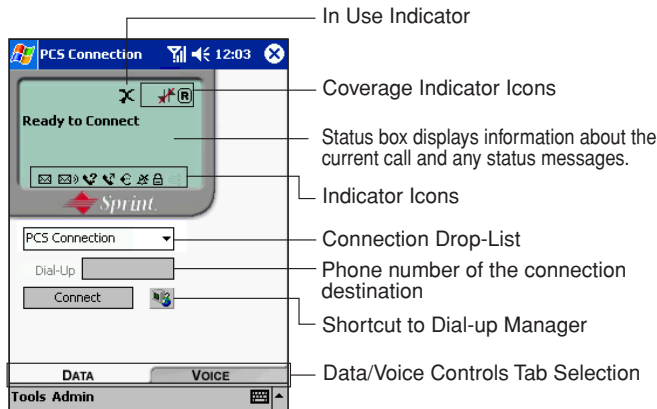 In Use Indicator
PCS Connection 12:03
Coverage Indicator Icons
R
Ready to Connect
Status box displays information about the
current call and any status messages.
Indicator Icons
Sprint.
PCS Connection
Connection Drop-List
Dial-Up
Phone number of the connection
destination
Connect
Shortcut to Dial-up Manager
DATA VOICE
Data/Voice Controls Tab Selection
Tools Admin